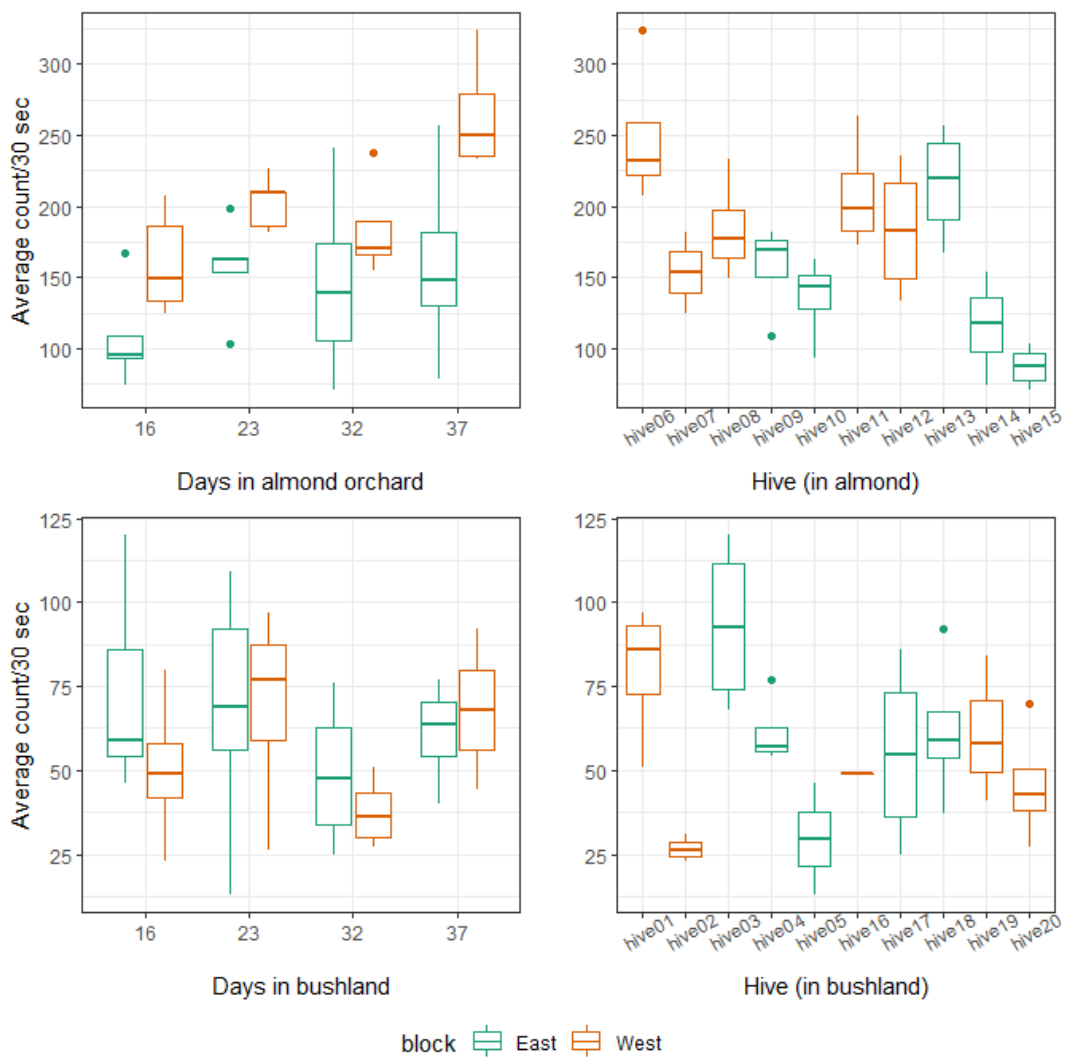 Average count/30 sec
300
250
200
150
100
16 23 32 37
Days in almond orchard
300
250
200
150
100
hive06 hive07 hive08 hive09 hive10 hive11 hive12 hive13 hive14 hive15
Hive (in almond)
Average count/30 sec
125
100
75
50
25
16 23 32 37
Days in bushland
125
100
75
50
25
hive01 hive02 hive03 hive04 hive05 hive16 hive17 hive18 hive19 hive20
Hive (in bushland)
block East West